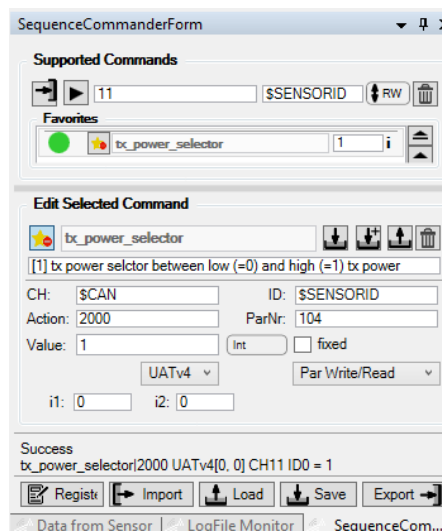 SequenceCommanderForm
Supported Commands
11 $SENSORID RW
Favorites
tx_power_selector 1 i
Edit Selected Command
tx_power_selector
[1] tx power selctor between low (=0) and high (=1) tx power
CH: $CAN ID: $SENSORID
Action: 2000 ParNr: 104
Value: 1 Int fixed
UATv4 Par Write/Read
i1: 0 i2: 0
Success
tx_power_selector|2000 UATv4[0, 0] CH11 ID0 = 1
Registe Import Load Save Export
Data from Sensor LogFile Monitor SequenceCom...